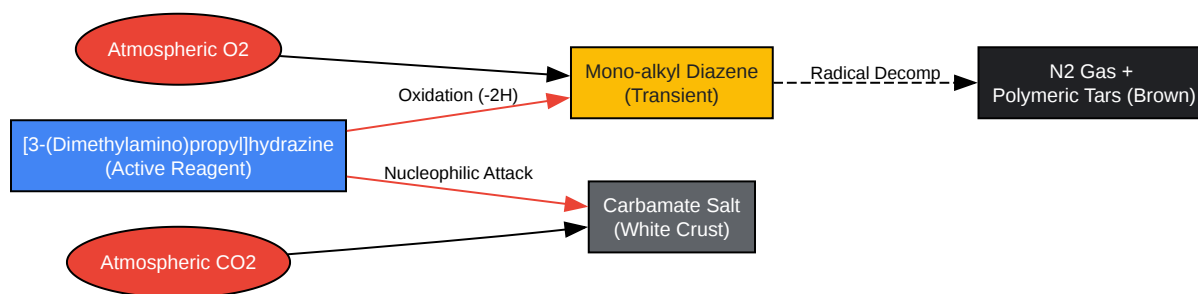 Atmospheric O2
Mono-alkyl Diazene
(Transient)
Radical Decomp
N2 Gas +
Polymeric Tars (Brown)
Oxidation (-2H)
[3-(Dimethylamino)propyl]hydrazine
(Active Reagent)
Nucleophilic Attack
Carbamate Salt
(White Crust)
Atmospheric CO2